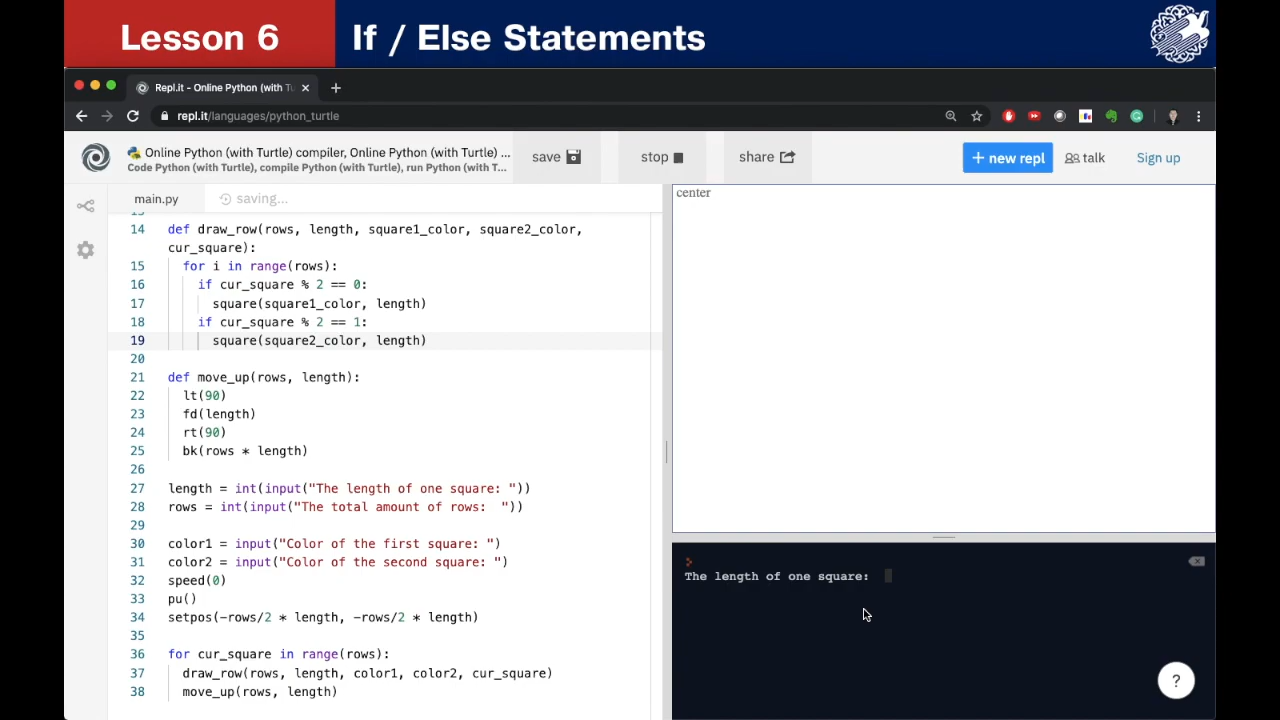 Lesson 6
If / Else Statements
Repl.it - Online Python (with Tu
repl.it/languages/python_turtle
Online Python (with Turtle) compiler, Online Python (with Turtle) ...
Code Python (with Turtle), compile Python (with Turtle), run Python (with T...
save
stop
share
+ new repl
talk
Sign up
main.py
saving...
13
14 def draw_row(rows, length, square1_color, square2_color,
cur_square):
15 for i in range(rows):
16 if cur_square % 2 == 0:
17 square(square1_color, length)
18 if cur_square % 2 == 1:
19 square(square2_color, length)
20
21 def move_up(rows, length):
22 lt(90)
23 fd(length)
24 rt(90)
25 bk(rows * length)
26
27 length = int(input("The length of one square: "))
28 rows = int(input("The total amount of rows:  "))
29
30 color1 = input("Color of the first square: ")
31 color2 = input("Color of the second square: ")
32 speed(0)
33 pu()
34 setpos(-rows/2 * length, -rows/2 * length)
35
36 for cur_square in range(rows):
37 draw_row(rows, length, color1, color2, cur_square)
38 move_up(rows, length)
center
The length of one square:
?